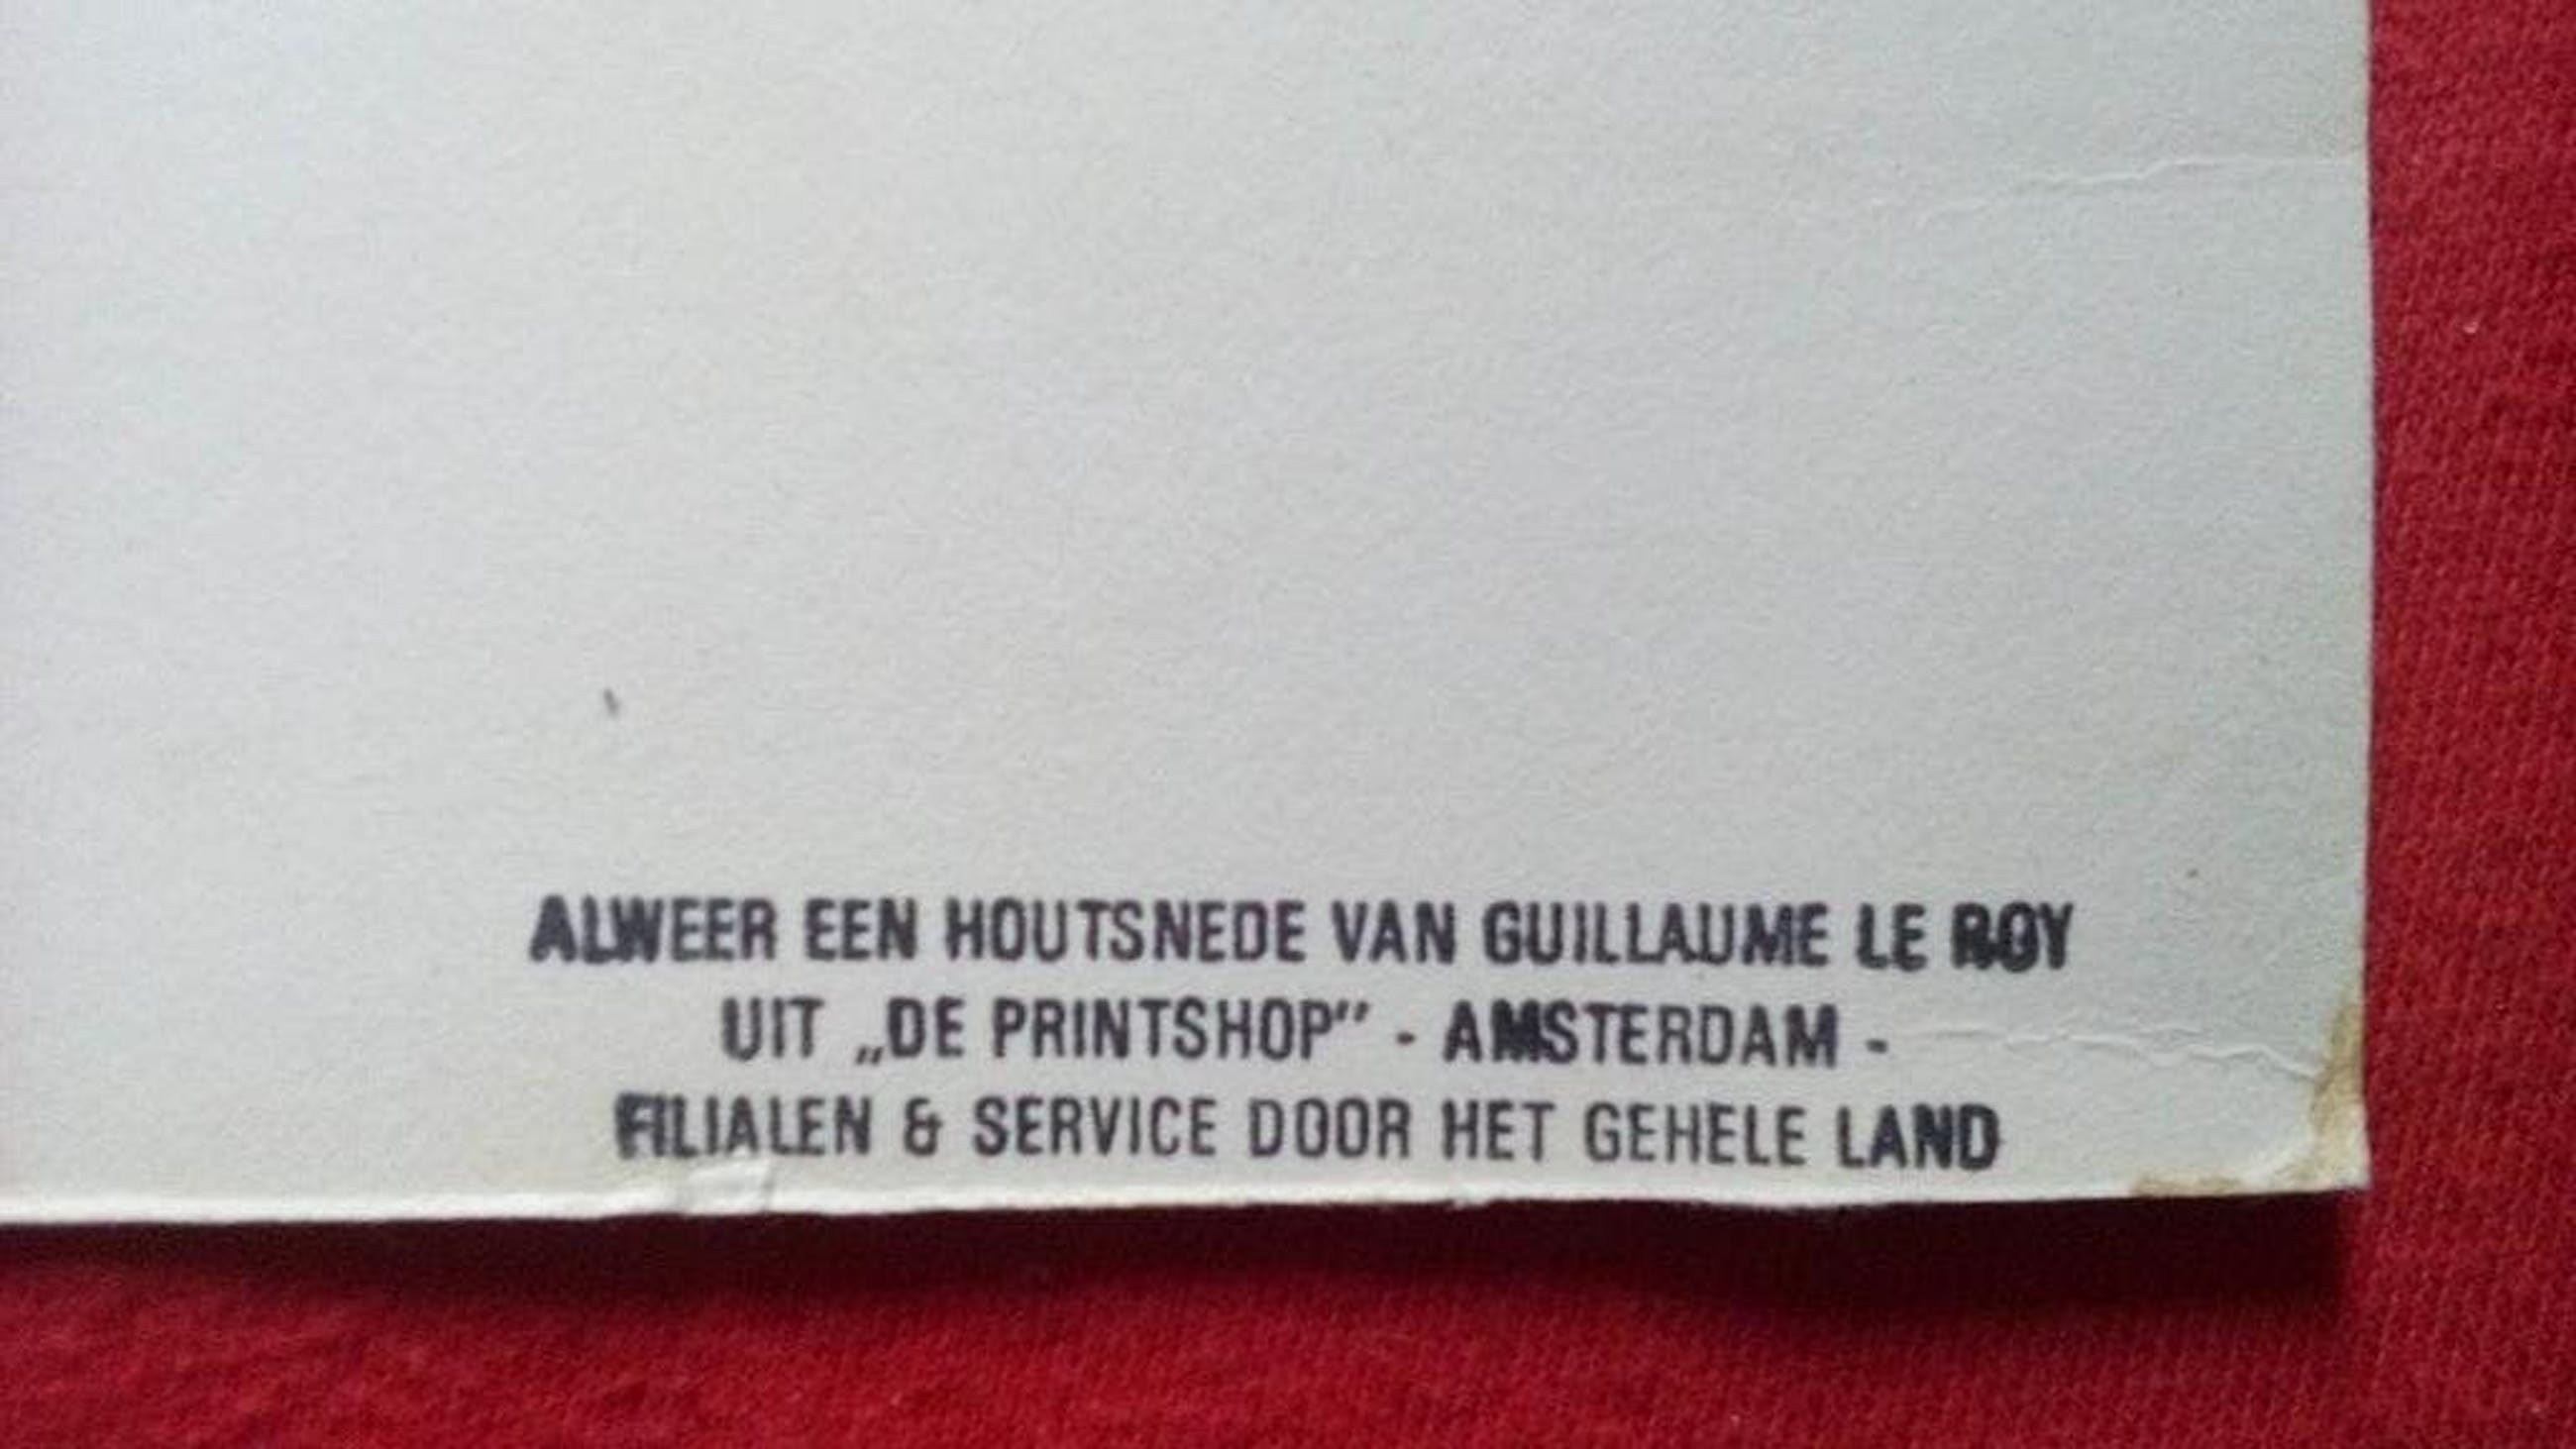 ALWEER EEN HOUTSNEDE VAN GUILLAUME LE ROY
UIT „DE PRINTSHOP” - AMSTERDAM -
FILIALEN & SERVICE DOOR HET GEHELE LAND